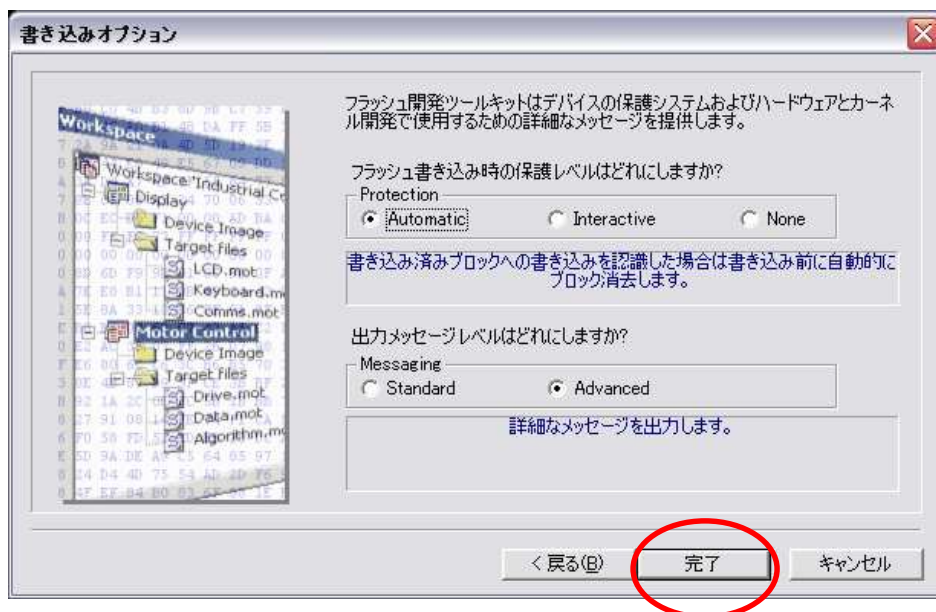 書き込みオプション
フラッシュ開発ツールキットはデバイスの保護システムおよびハードウェアとカーネ
ル開発で使用するための詳細なメッセージを提供します。
フラッシュ書き込み時の保護レベルはどれにしますか?
Protection
Automatic
Interactive
None
書き込み済みブロックへの書き込みを認識した場合は書き込み前に自動的に
ブロック消去します。
出力メッセージレベルはどれにしますか?
Messaging
Standard
Advanced
詳細なメッセージを出力します。
Workspace
Workspace 'Industrial Co
Display
Device Image
Target files
LCD.mot
Keyboard.m
Comms.mot
Motor Control
Device Image
Target files
Drive.mot
Data.mot
Algorithm.m
< 戻る(B)
完了
キャンセル